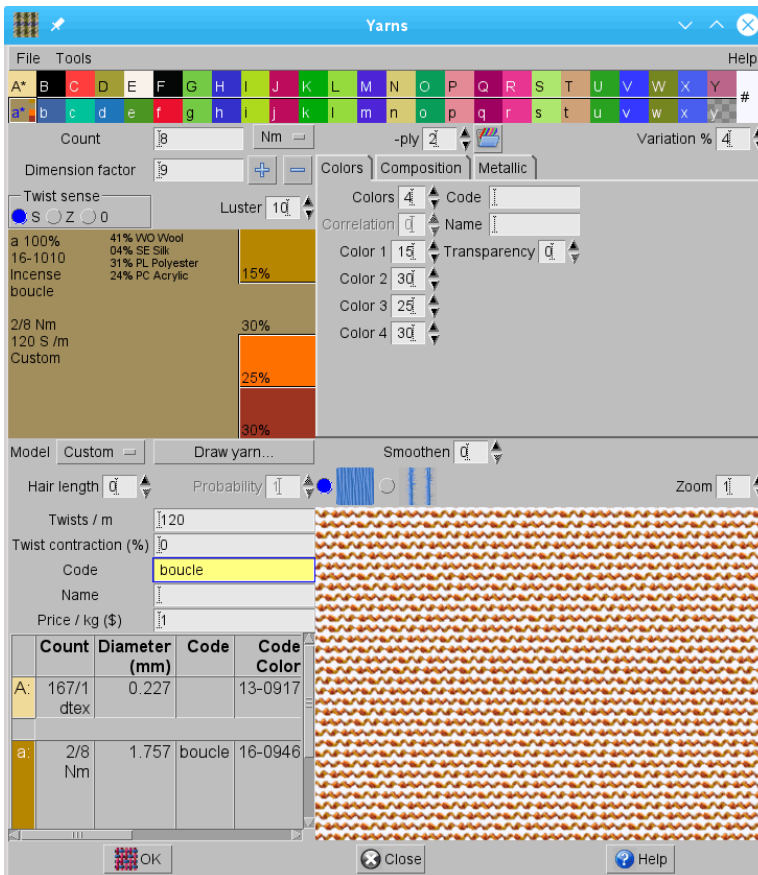 Yarns
File Tools Help
A* B C D E F G H I J K L M N O P Q R S T U V W X Y #
a* b c d e f g h i j k l m n o p q r s t u v w x y
Count 8 Nm -ply 2 Variation % 4
Dimension factor 9 Colors Composition Metallic
Twist sense
S Z 0 Luster 10
Colors 4 Code
Correlation 0 Name
Color 1 15 Transparency 0
Color 2 30
Color 3 25
Color 4 30
a 100%
16-1010
Incense
boucle
41% WO Wool
04% SE Silk
31% PL Polyester
24% PC Acrylic
2/8 Nm
120 S /m
Custom
15%
30%
25%
30%
Model Custom Draw yarn... Smoothen 0
Hair length 0 Probability 1 Zoom 1
Twists / m 120
Twist contraction (%) 0
Code boucle
Name
Price / kg ($) 1
Count Diameter (mm) Code Code Color
A: 167/1 dtex 0.227 13-0917
a: 2/8 Nm 1.757 boucle 16-0946
OK Close Help